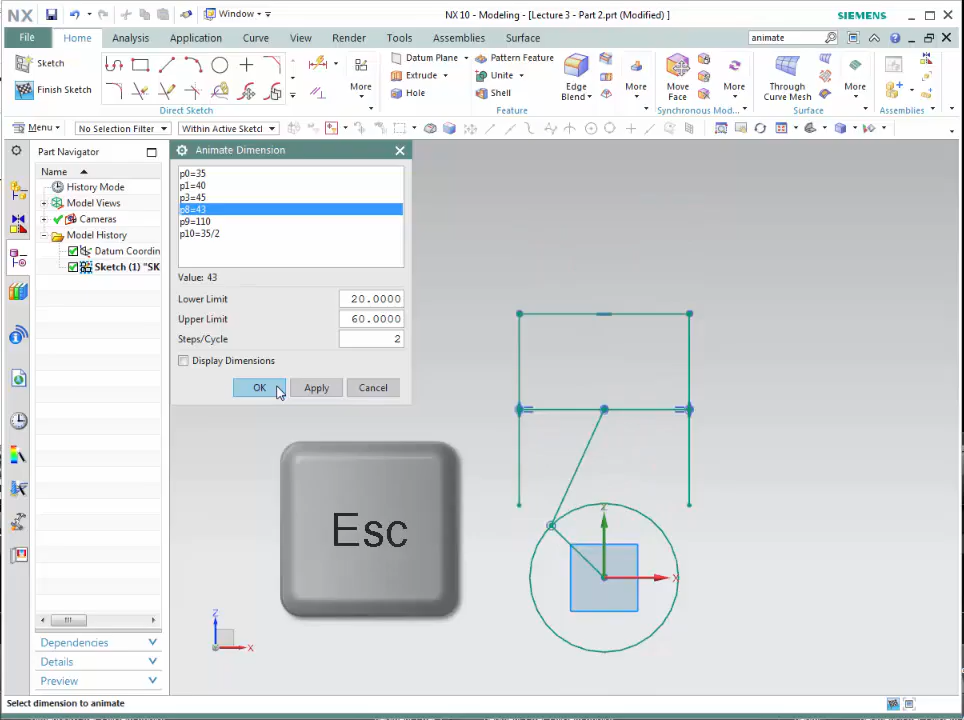 NX
Window
NX 10 - Modeling - [Lecture 3 - Part 2.prt (Modified) ]
SIEMENS
File
Home
Analysis
Application
Curve
View
Render
Tools
Assemblies
Surface
animate
Sketch
Finish Sketch
More
Direct Sketch
Datum Plane
Extrude
Hole
Pattern Feature
Unite
Shell
Edge
Blend
More
Feature
Move
Face
More
Synchronous Mod...
Through
Curve Mesh
More
Surface
Assemblies
Menu
No Selection Filter
Within Active Sketcl
Part Navigator
Name
History Mode
Model Views
Cameras
Model History
Datum Coordin
Sketch (1) "SK
Dependencies
Details
Preview
Animate Dimension
p0=35
p1=40
p3=45
p8=43
p9=110
p10=35/2
Value: 43
Lower Limit 20.0000
Upper Limit 60.0000
Steps/Cycle 2
Display Dimensions
OK
Apply
Cancel
Esc
Z
X
Z
X
Select dimension to animate